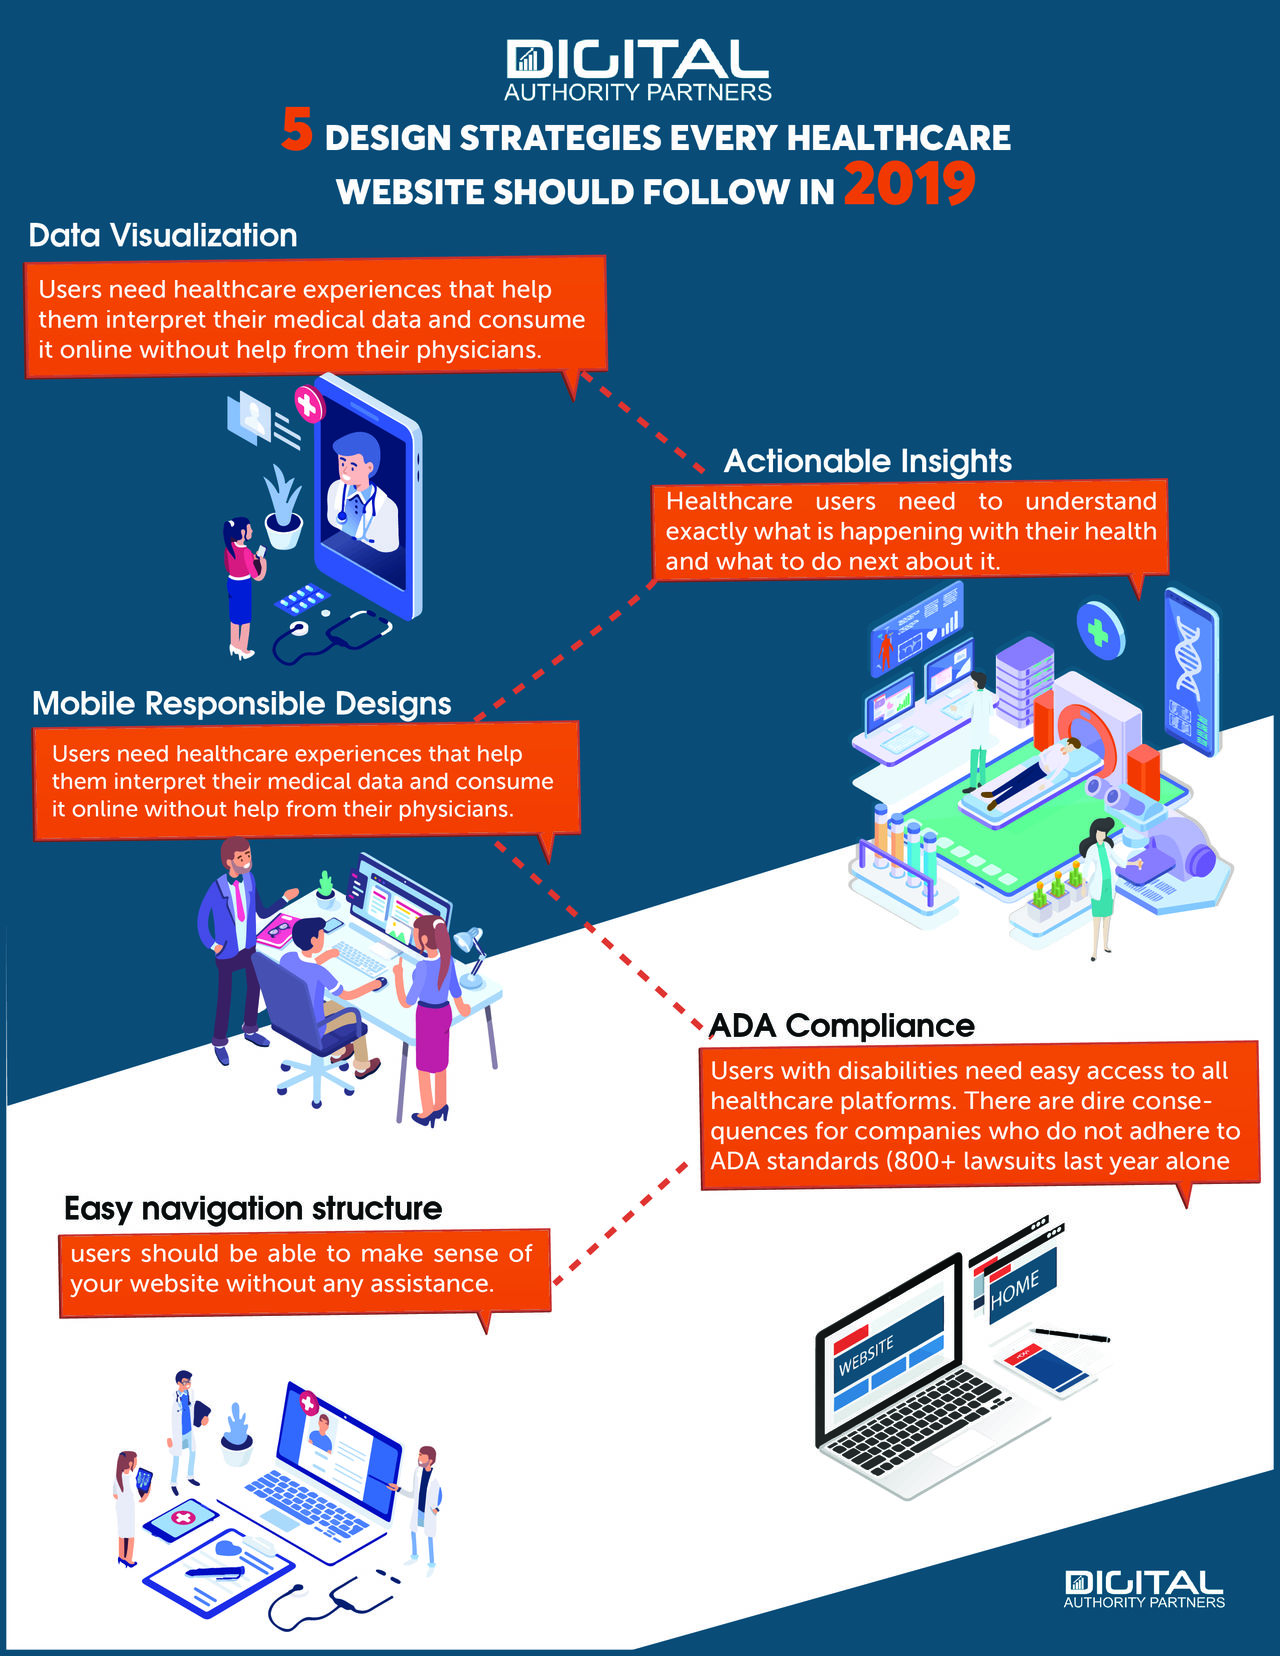 DIGITAL
AUTHORITY PARTNERS
5 DESIGN STRATEGIES EVERY HEALTHCARE
WEBSITE SHOULD FOLLOW IN 2019
Data Visualization
Users need healthcare experiences that help
them interpret their medical data and consume
it online without help from their physicians.
Actionable Insights
Healthcare users need to understand
exactly what is happening with their health
and what to do next about it.
Mobile Responsible Designs
Users need healthcare experiences that help
them interpret their medical data and consume
it online without help from their physicians.
ADA Compliance
Users with disabilities need easy access to all
healthcare platforms. There are dire conse-
quences for companies who do not adhere to
ADA standards (800+ lawsuits last year alone
Easy navigation structure
users should be able to make sense of
your website without any assistance.
HOME
WEBSITE
DIGITAL
AUTHORITY PARTNERS